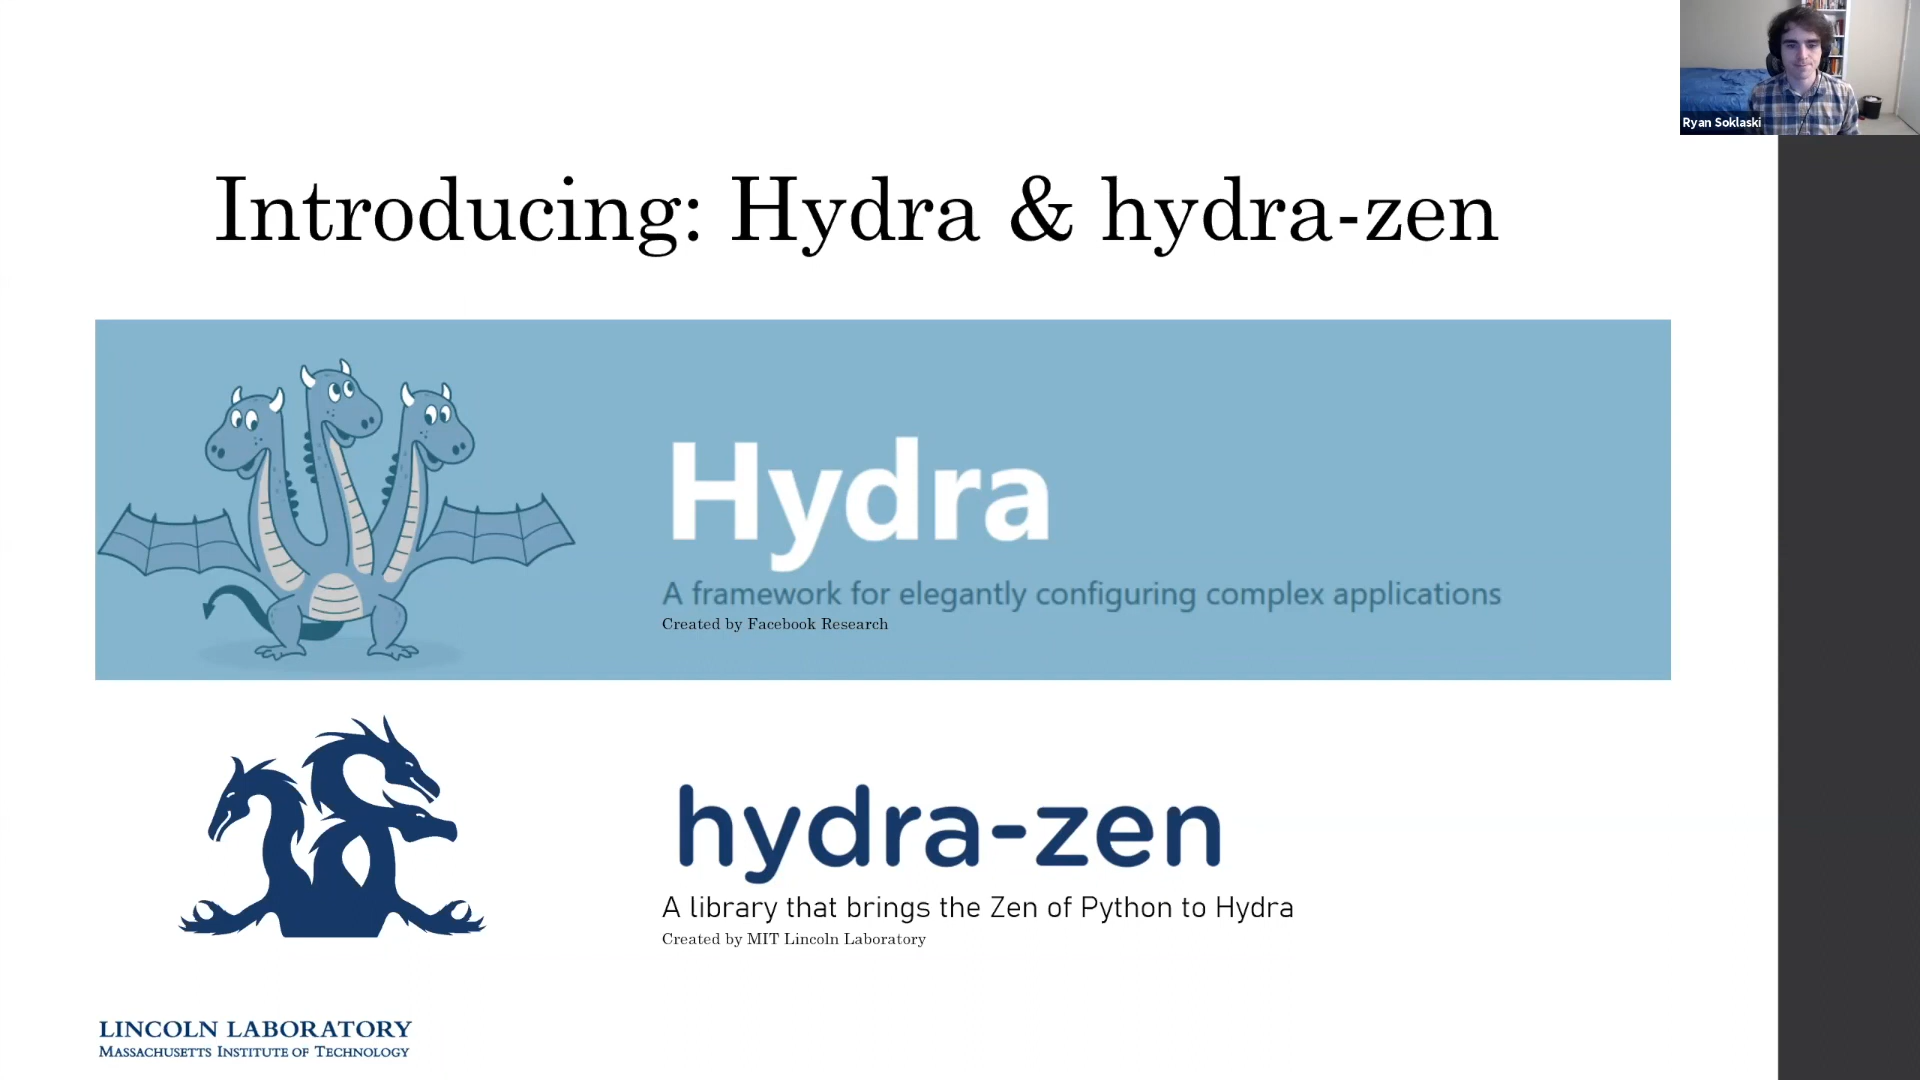 Ryan Soklaski
Introducing: Hydra & hydra-zen
Hydra
A framework for elegantly configuring complex applications
Created by Facebook Research
hydra-zen
A library that brings the Zen of Python to Hydra
Created by MIT Lincoln Laboratory
LINCOLN LABORATORY
MASSACHUSETTS INSTITUTE OF TECHNOLOGY